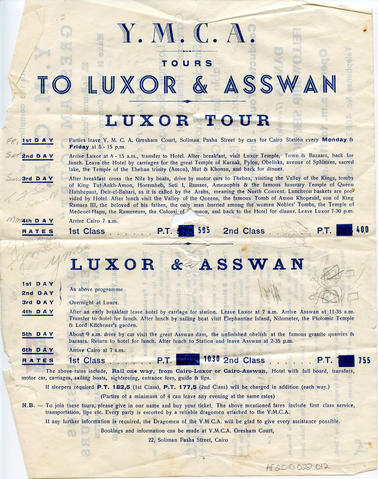 Y. M. C. A.
TOURS
TO LUXOR & ASSWAN
LUXOR TOUR
1st DAY Parties leave Y. M. C. A. Gresham Court, Soliman Pasha Street by cars for Cairo Station every Monday &
Friday at 6 - 15 p.m.
2nd DAY Arrive Luxor at 6 - 15 a.m., transfer to Hotel. After breakfast, visit Luxor Temple, Town & Bazaars, back for
lunch. Leave the Hotel by carriages for the great Temple of Karnak, Pylon, Obelisks, avenue of Sphinxes, sacred
lake, the Temple of the Theban trinity (Amon), Mut & Khonsu, and back for dinner.
3rd DAY After breakfast cross the Nile by boats, drive by motor cars to Thebes, visiting the Valley of the Kings, tombs
of King Tut-Ankh-Amon, Horemheb, Seti I, Ramses, Amenophis & the famous funerary Temple of Queen
Hatshepsut, Deir-el-Bahari, as it is called by the Arabs, meaning the North Convent. Luncheon baskets are pro-
vided by Hotel. After lunch visit the Valley of the Queens, the famous Tomb of Amon Khopeshf, son of King
Ramses III, the beloved of his father, the only man buried among the women Nobles' Tombs, the Temple of
Medeoet-Mapu, the Ramesseum, the Colossi of Memnon, and back to the Hotel for dinner. Leave Luxor 7-30 p.m.
4th DAY Arrive Cairo 7 a.m.
RATES 1st Class P.T. 595 2nd Class P.T. 400
LUXOR & ASSWAN
1st DAY
2nd DAY As above programme.
3rd DAY Overnight at Luxor.
4th DAY After an early breakfast leave hotel by carriage for station. Leave Luxor at 7 a.m. Arrive Asswan at 11-35 a.m.
Transfer to hotel for lunch. After lunch by sailing boat visit Elephantine Island, Nilometer, the Ptolomic Temple
& Lord Kitchener's garden.
5th DAY About 9 a.m. drive by car visit the great Asswan dam, the unfinished obelisk at the famous granite quarries &
bazaars. Return to hotel for lunch. After lunch to Station and leave Asswan at 2-35 p.m.
6th DAY Arrive Cairo 7 a.m.
RATES 1st Class P.T. 1030 2nd Class P.T. 755
The above rates include, Rail one way, from Cairo-Luxor or Cairo-Asswan, Hotel with full board, transfers,
motor car, carriages, sailing boats, sightseeing, entrance fees, guide & tips.
If sleepers required P.T. 182,5 (1st Class), P.T. 177,5 (2nd Class) will be charged in addition (each way.)
(Parties of a minimum of 4 can leave any evening at the same rates)
N.B. — To join these tours, please give in your name and buy your ticket. The above mentioned fares include first class service,
transportation, tips etc. Every party is escorted by a reliable dragoman attached to the Y.M.C.A.
If any further information is required, the Dragoman of the Y.M.C.A. will be glad to give every assistance possible.
Bookings and information can be made at Y.M.C.A. Gresham Court,
22, Soliman Pasha Street, Cairo